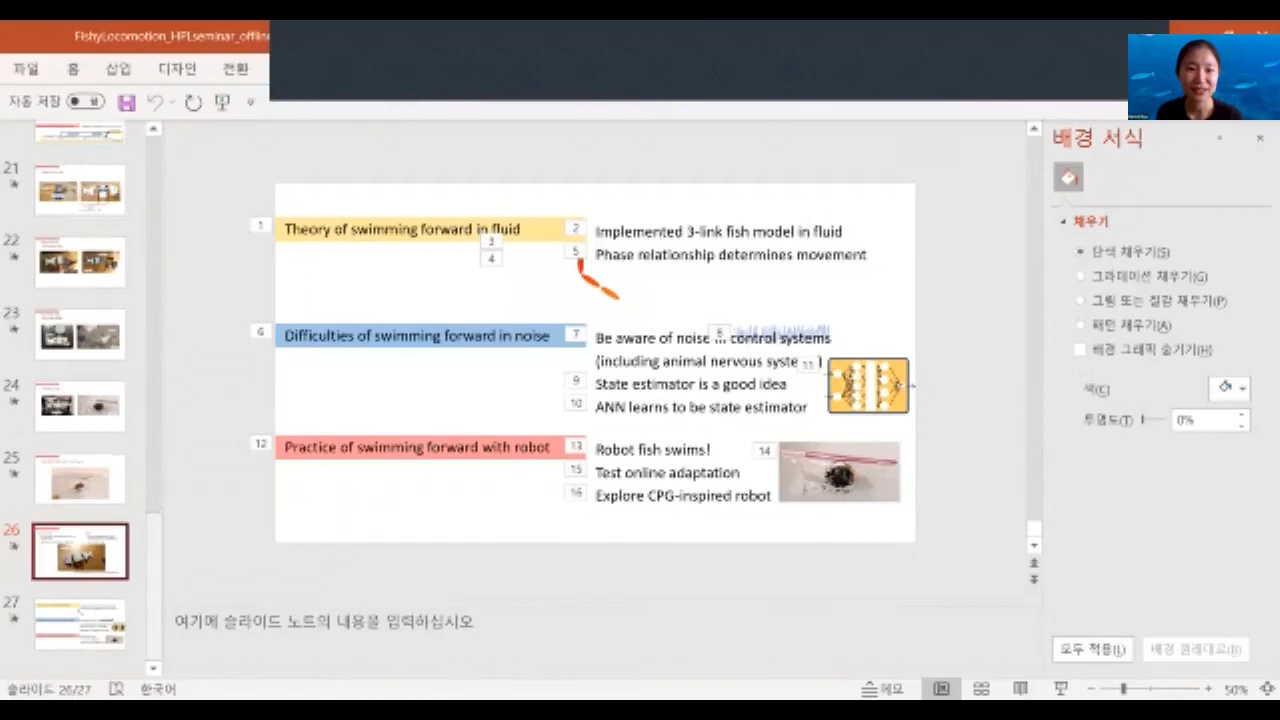 FishyLocomotion_HPLseminar_offline
파일 홈 삽입 디자인 전환
자동 저장
배경 서식
채우기
단색 채우기(S)
그라데이션 채우기(G)
그림 또는 질감 채우기(P)
패턴 채우기(A)
배경 그래픽 숨기기(H)
색(C)
투명도(T) 0%
모두 적용(L) 배경 원래대로(B)
21
22
23
24
25
26
27
1 Theory of swimming forward in fluid
3
4
2 Implemented 3-link fish model in fluid
5 Phase relationship determines movement
6 Difficulties of swimming forward in noise
7 Be aware of noise control systems
8
(including animal nervous
11
9 State estimator is a good idea
10 ANN learns to be state estimator
12 Practice of swimming forward with robot
13 Robot fish swims!
14
15 Test online adaptation
16 Explore CPG-inspired robot
여기에 슬라이드 노트의 내용을 입력하십시오
슬라이드 26/27 한국어 메모 50%